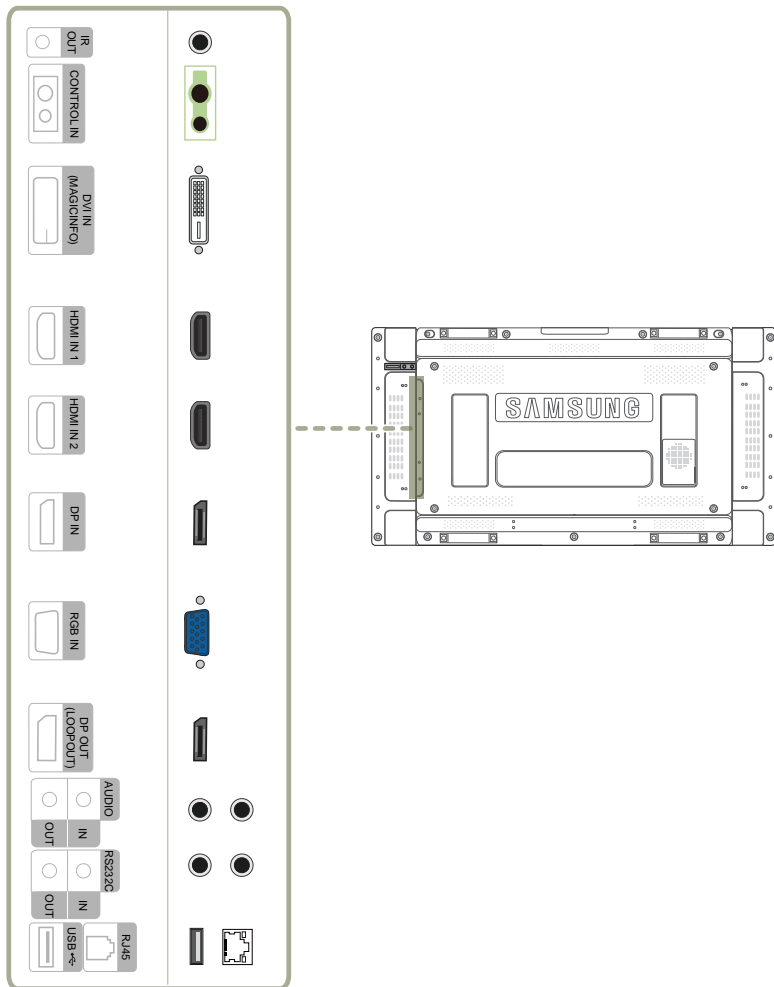 IR
OUT
CONTROL IN
DVI IN
(MAGICINFO)
HDMI IN 1
HDMI IN 2
DP IN
RGB IN
DP OUT
(LOOPOUT)
AUDIO
OUT
IN
RS232C
OUT
IN
USB
RJ45
SAMSUNG